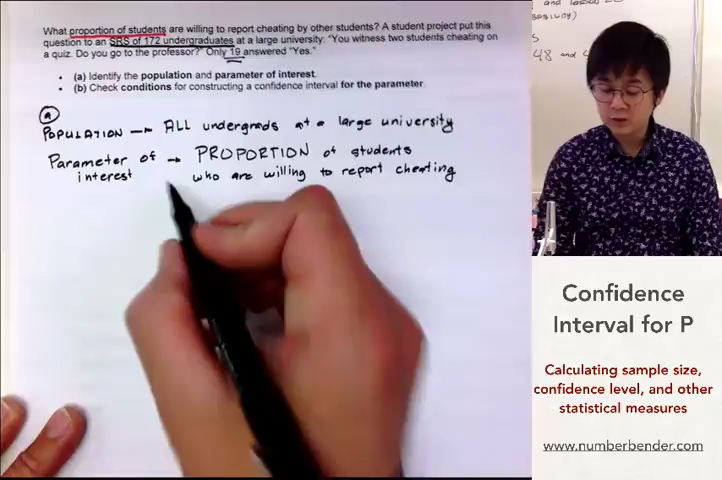 What proportion of students are willing to report cheating by other students? A student project put this
question to an SRS of 172 undergraduates at a large university: "You witness two students cheating on
a quiz. Do you go to the professor?" Only 19 answered "Yes."
• (a) Identify the population and parameter of interest.
• (b) Check conditions for constructing a confidence interval for the parameter.
a
POPULATION → ALL undergrads at a large university
Parameter of interest → PROPORTION of students
who are willing to report cheating
48 and
Confidence
Interval for P
Calculating sample size,
confidence level, and other
statistical measures
www.numberbender.com